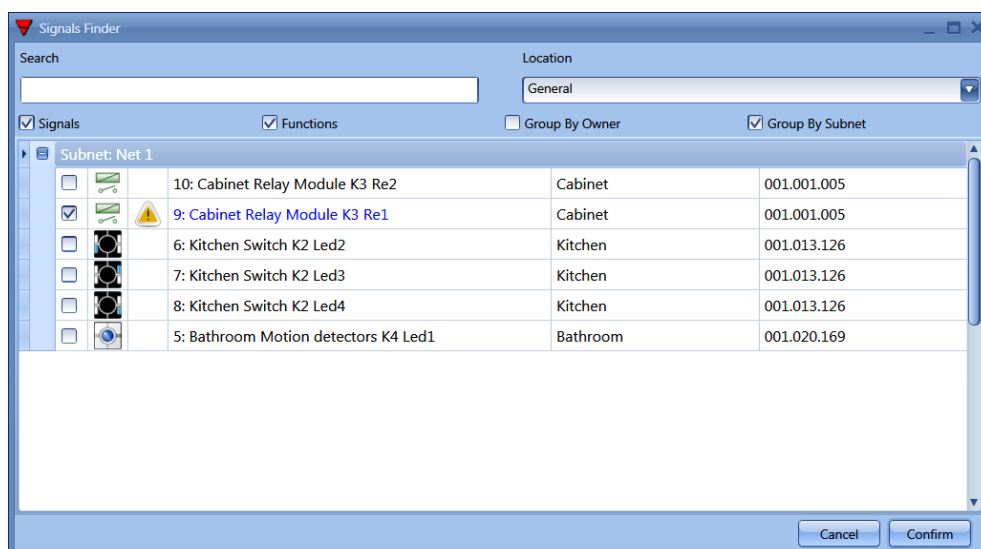 Signals Finder
Search Location
General
Signals Functions Group By Owner Group By Subnet
Subnet: Net 1
10: Cabinet Relay Module K3 Re2 Cabinet 001.001.005
9: Cabinet Relay Module K3 Re1 Cabinet 001.001.005
6: Kitchen Switch K2 Led2 Kitchen 001.013.126
7: Kitchen Switch K2 Led3 Kitchen 001.013.126
8: Kitchen Switch K2 Led4 Kitchen 001.013.126
5: Bathroom Motion detectors K4 Led1 Bathroom 001.020.169
Cancel Confirm